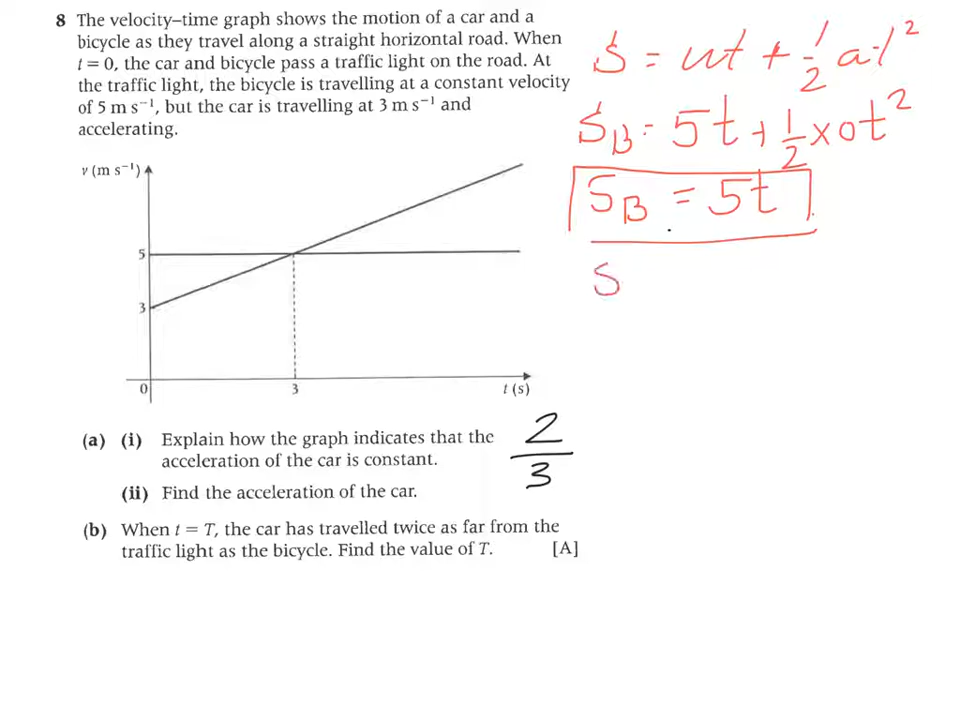 8 The velocity–time graph shows the motion of a car and a
bicycle as they travel along a straight horizontal road. When
t = 0, the car and bicycle pass a traffic light on the road. At
the traffic light, the bicycle is travelling at a constant velocity
of 5 m s⁻¹, but the car is travelling at 3 m s⁻¹ and
accelerating.
S = ut + 1/2 at²
S_B = 5t + 1/2 x 0t²
S_B = 5t
S
v (m s⁻¹)
5
3
0
3
t (s)
(a) (i) Explain how the graph indicates that the
acceleration of the car is constant.
2/3
(ii) Find the acceleration of the car.
(b) When t = T, the car has travelled twice as far from the
traffic light as the bicycle. Find the value of T. [A]